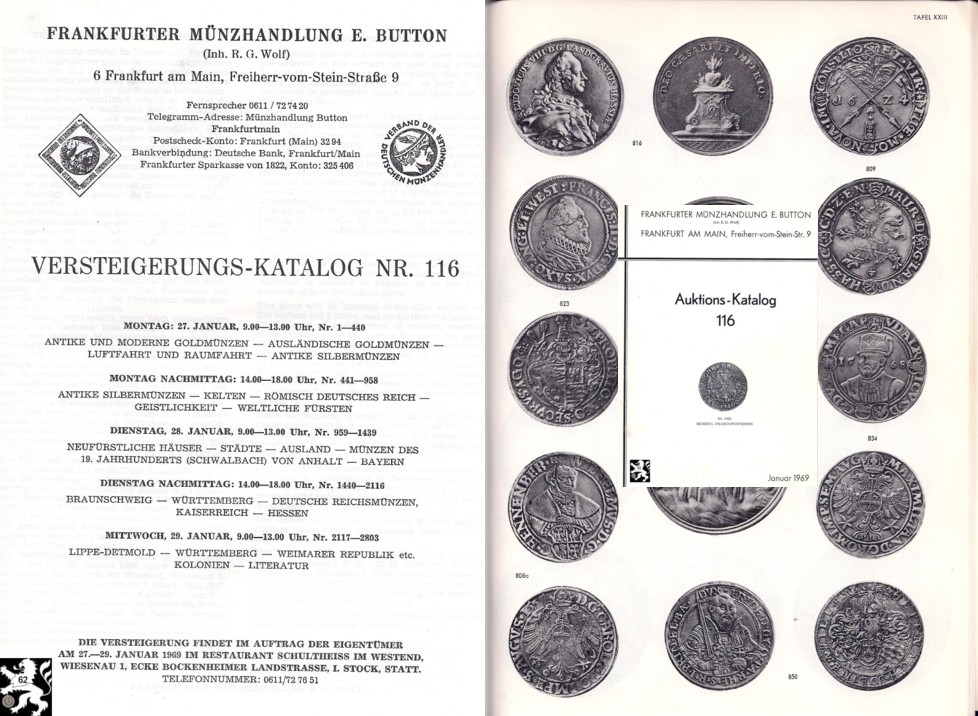 FRANKFURTER MÜNZHANDLUNG E. BUTTON
(Inh. R. G. Wolf)
6 Frankfurt am Main, Freiherr-vom-Stein-Straße 9
Fernsprecher 0611 / 72 74 20
Telegramm-Adresse: Münzhandlung Button
Frankfurtmain
Postscheck-Konto: Frankfurt (Main) 32 94
Bankverbindung: Deutsche Bank, Frankfurt/Main
Frankfurter Sparkasse von 1822, Konto: 325 406
VERBAND DER
DEUTSCHEN MÜNZENHÄNDLER
VERSTEIGERUNGS-KATALOG NR. 116
MONTAG: 27. JANUAR, 9.00—13.00 Uhr, Nr. 1—440
ANTIKE UND MODERNE GOLDMÜNZEN — AUSLÄNDISCHE GOLDMÜNZEN —
LUFTFAHRT UND RAUMFAHRT — ANTIKE SILBERMÜNZEN
MONTAG NACHMITTAG: 14.00—18.00 Uhr, Nr. 441—958
ANTIKE SILBERMÜNZEN — KELTEN — RÖMISCH DEUTSCHES REICH —
GEISTLICHKEIT — WELTLICHE FÜRSTEN
DIENSTAG, 28. JANUAR, 9.00—13.00 Uhr, Nr. 959—1439
NEUFÜRSTLICHE HÄUSER — STÄDTE — AUSLAND — MÜNZEN DES
19. JAHRHUNDERTS (SCHWALBACH) VON ANHALT — BAYERN
DIENSTAG NACHMITTAG: 14.00—18.00 Uhr, Nr. 1440—2116
BRAUNSCHWEIG — WÜRTTEMBERG — DEUTSCHE REICHSMÜNZEN,
KAISERREICH — HESSEN
MITTWOCH, 29. JANUAR, 9.00—13.00 Uhr, Nr. 2117—2803
LIPPE-DETMOLD — WÜRTTEMBERG — WEIMARER REPUBLIK etc.
KOLONIEN — LITERATUR
DIE VERSTEIGERUNG FINDET IM AUFTRAG DER EIGENTÜMER
AM 27.—29. JANUAR 1969 IM RESTAURANT SCHULTHEISS IM WESTEND,
WIESENAU 1, ECKE BOCKENHEIMER LANDSTRASSE, I. STOCK, STATT.
TELEFONNUMMER: 0611/72 76 51
62
TAFEL XXIII
816
809
1624
823
FRANKFURTER MÜNZHANDLUNG E. BUTTON
(Inh. R. G. Wolf)
FRANKFURT AM MAIN, Freiherr-vom-Stein-Str. 9
Auktions-Katalog
116
Januar 1969
834
808a
850